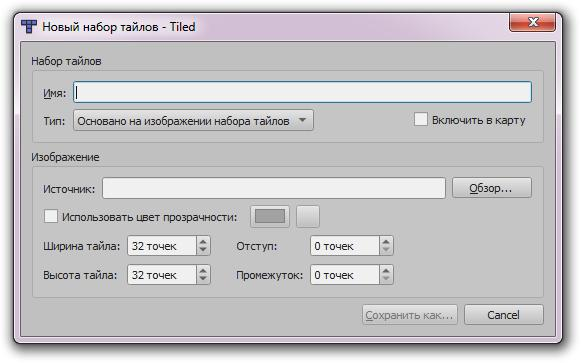 Новый набор тайлов - Tiled
Набор тайлов
Имя:
Тип: Основано на изображении набора тайлов Включить в карту
Изображение
Источник: Обзор...
Использовать цвет прозрачности:
Ширина тайла: 32 точек Отступ: 0 точек
Высота тайла: 32 точек Промежуток: 0 точек
Сохранить как... Cancel